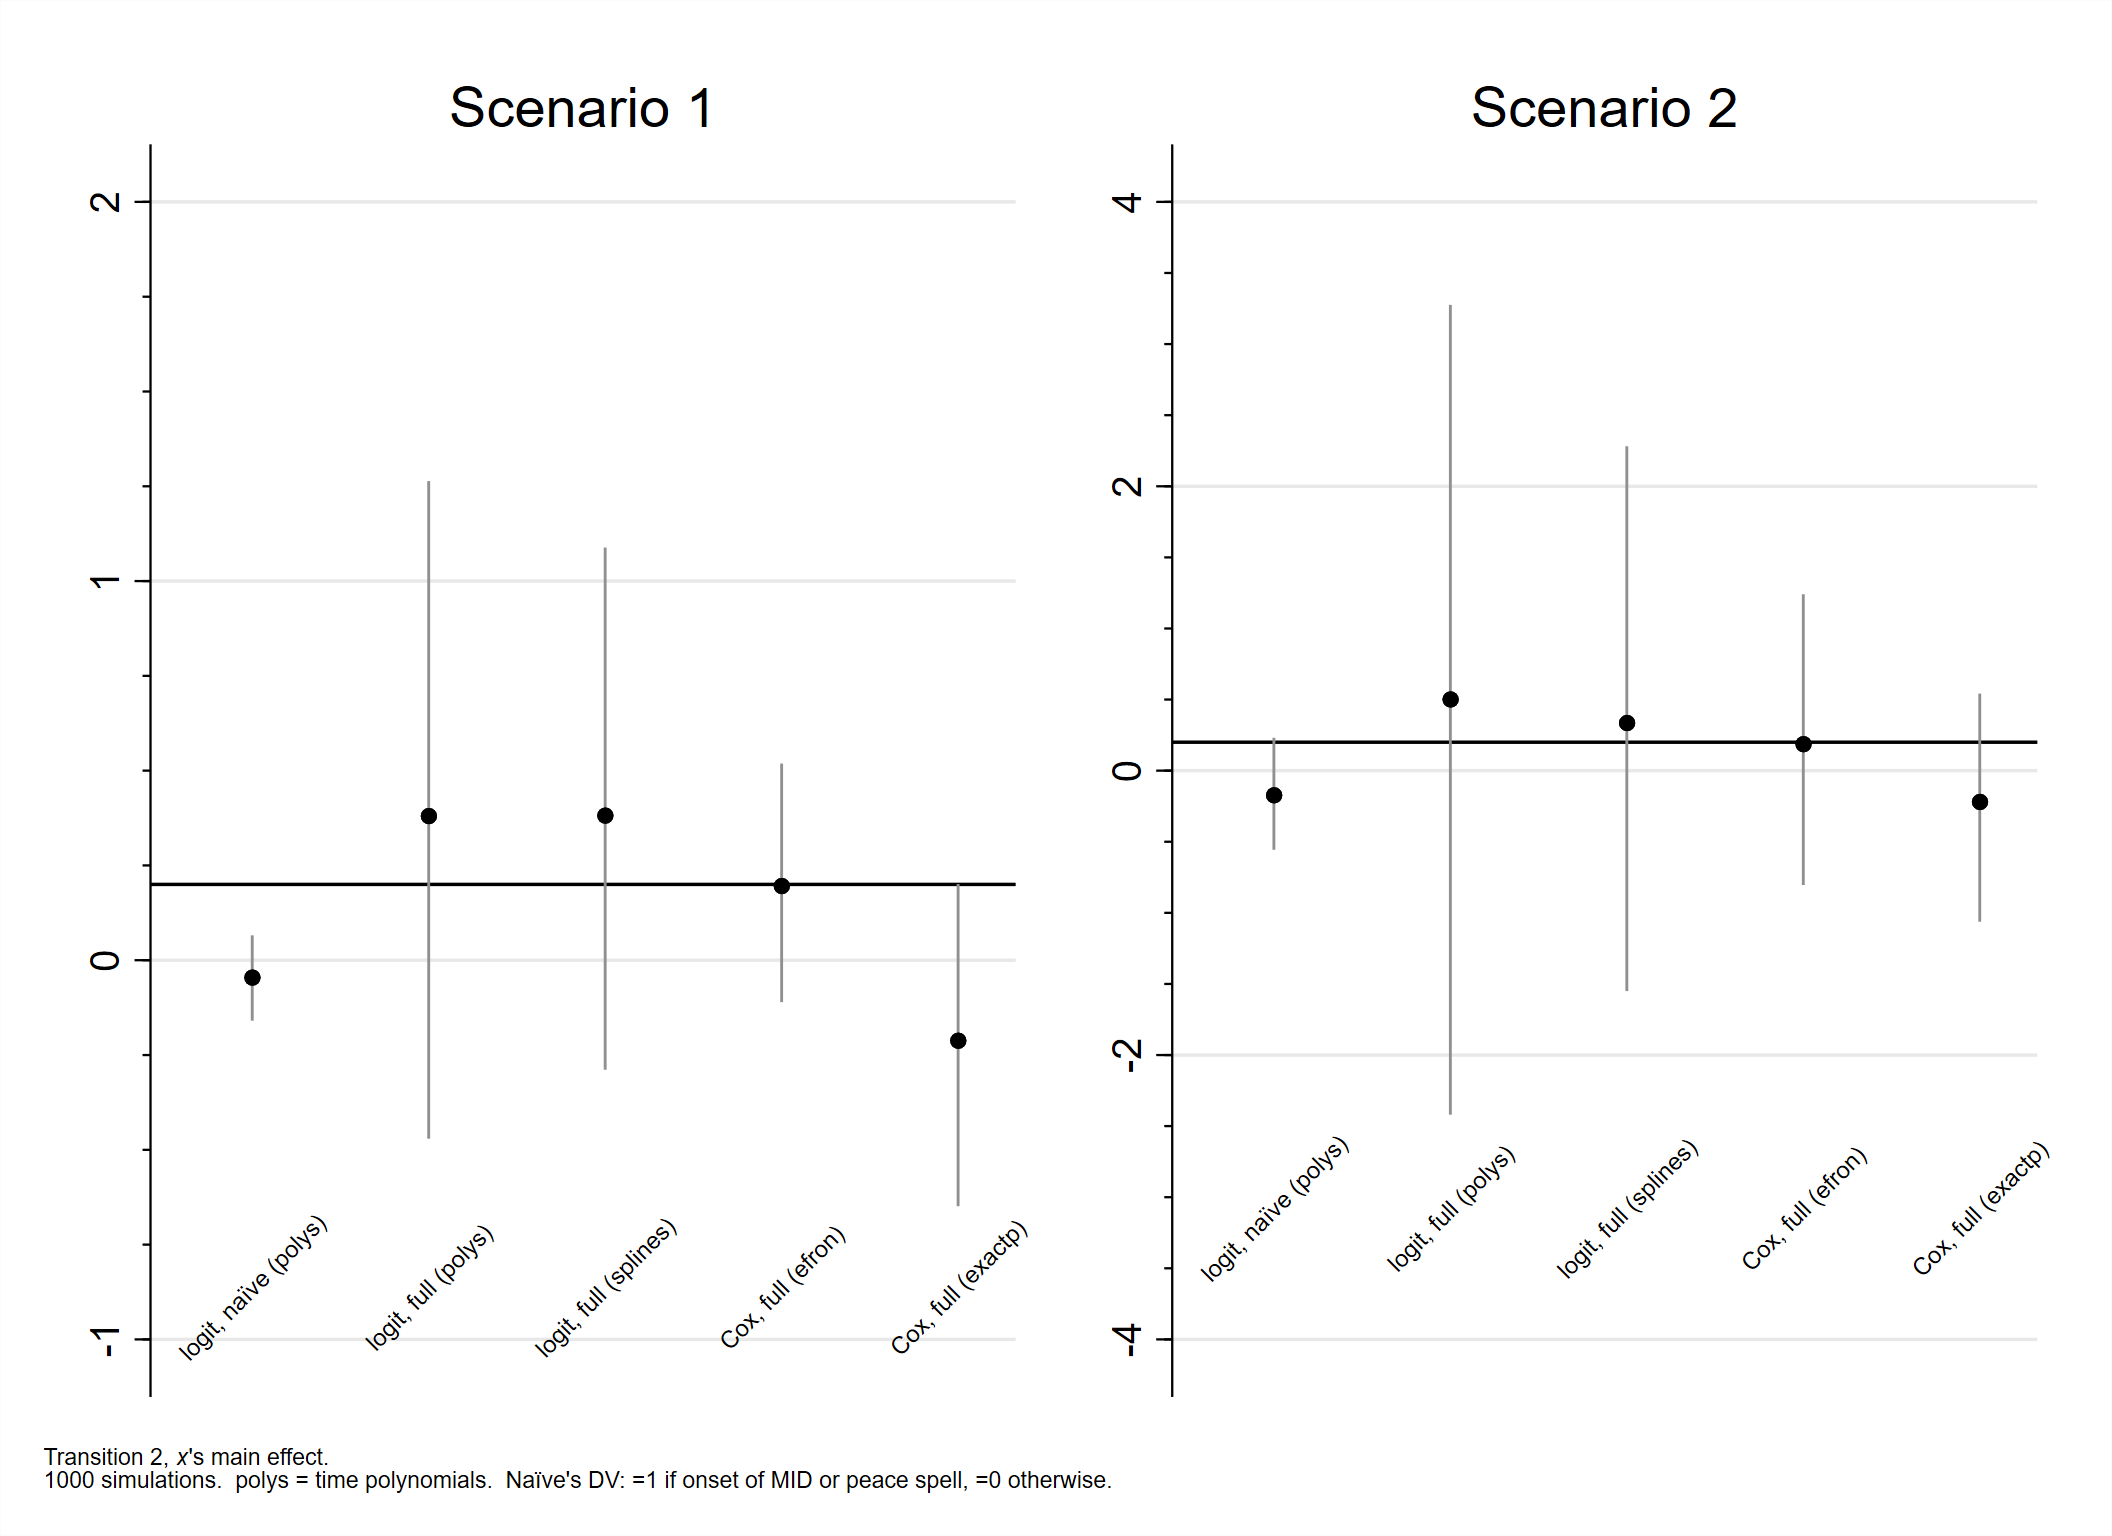 Scenario 1
2
1
0
-1
logit, naïve (polys)
logit, full (polys)
logit, full (splines)
Cox, full (efron)
Cox, full (exactp)
Scenario 2
4
2
0
-2
-4
logit, naïve (polys)
logit, full (polys)
logit, full (splines)
Cox, full (efron)
Cox, full (exactp)
Transition 2, x's main effect.
1000 simulations.  polys = time polynomials.  Naïve's DV: =1 if onset of MID or peace spell, =0 otherwise.